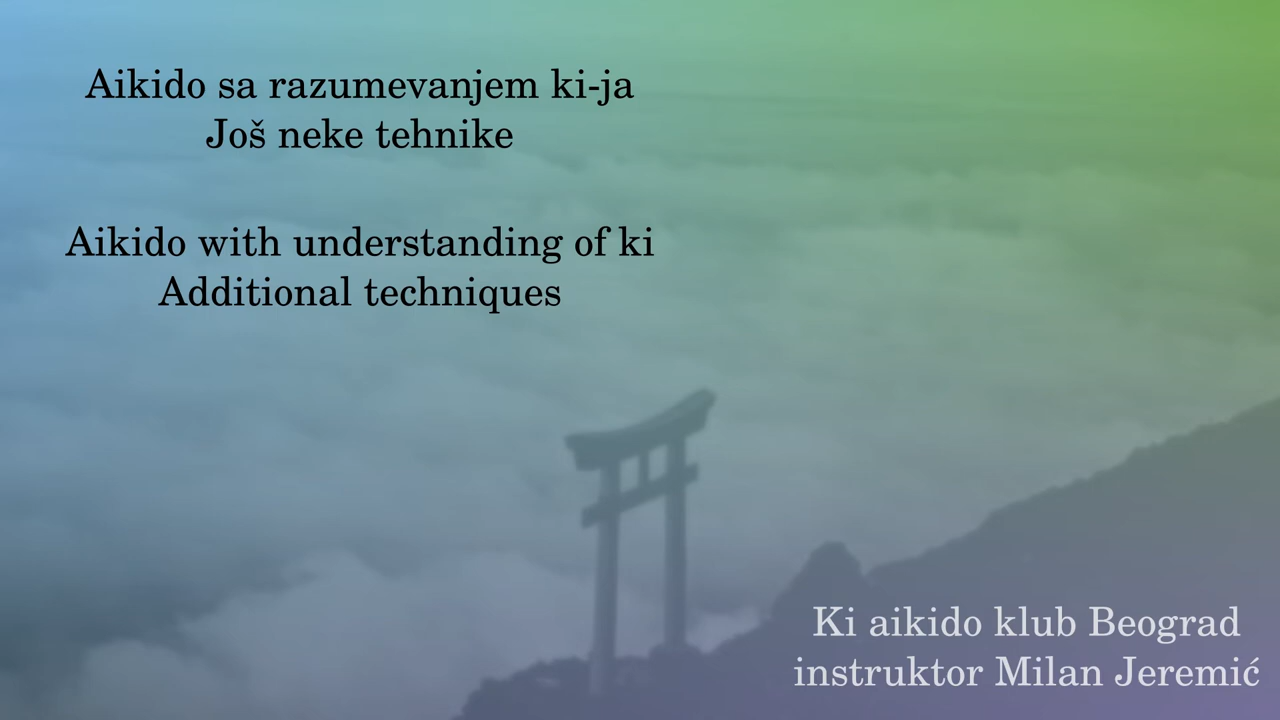 Aikido sa razumevanjem ki-ja
Još neke tehnike
Aikido with understanding of ki
Additional techniques
Ki aikido klub Beograd
instruktor Milan Jeremić